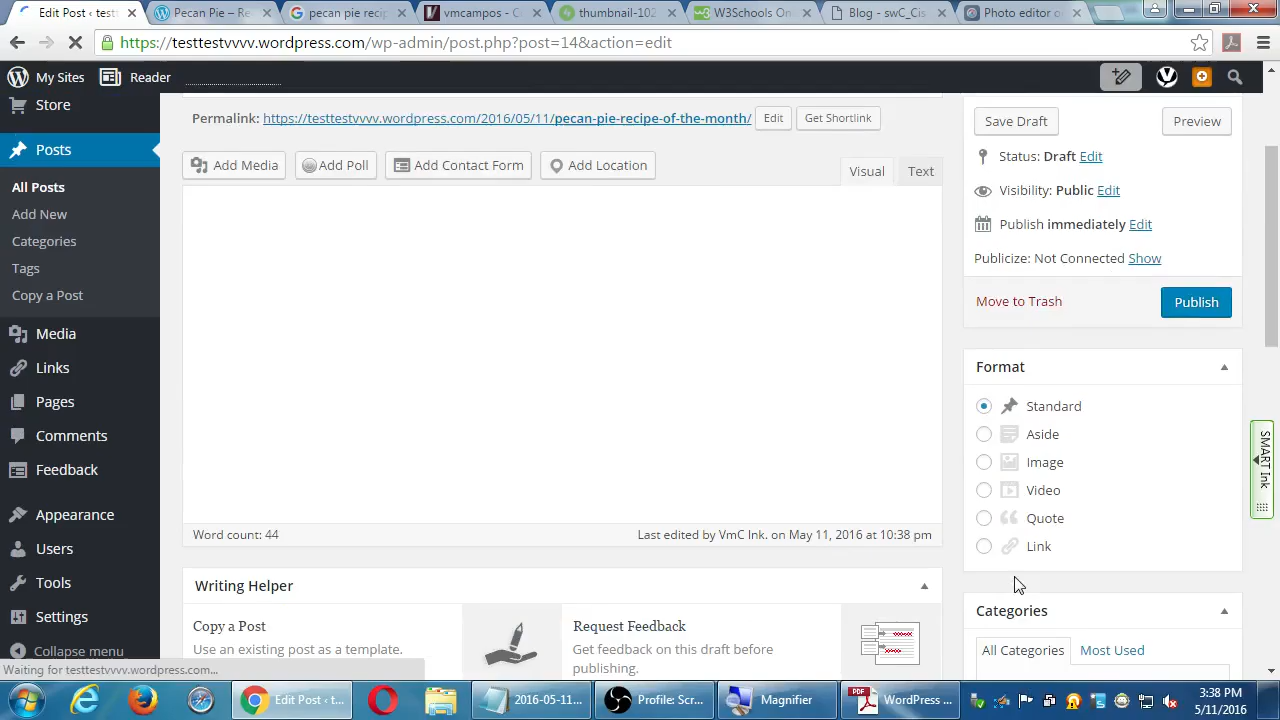 Edit Post ‹ test
Pecan Pie – Re
pecan pie recip
vmcampos - G
thumbnail-102
W3Schools On
Blog - swC_Cis
Photo editor o
https://testtestvvvv.wordpress.com/wp-admin/post.php?post=14&action=edit
My Sites
Reader
Store
Permalink: https://testtestvvvv.wordpress.com/2016/05/11/pecan-pie-recipe-of-the-month/
Edit
Get Shortlink
Save Draft
Preview
Posts
Add Media
Add Poll
Add Contact Form
Add Location
Visual
Text
Status: Draft Edit
All Posts
Visibility: Public Edit
Add New
Publish immediately Edit
Categories
Publicize: Not Connected Show
Tags
Copy a Post
Move to Trash
Publish
Media
Links
Format
Pages
Standard
Comments
Aside
Feedback
Image
Video
Appearance
Quote
Users
Link
Tools
Settings
Collapse menu
SMART Ink
Word count: 44
Last edited by VmC Ink. on May 11, 2016 at 10:38 pm
Writing Helper
Categories
Copy a Post
Use an existing post as a template.
Request Feedback
Get feedback on this draft before
publishing.
All Categories
Most Used
Waiting for testtestvvvv.wordpress.com...
Edit Post ‹ t...
2016-05-11...
Profile: Scr...
Magnifier
PDF
WordPress ...
3:38 PM
5/11/2016